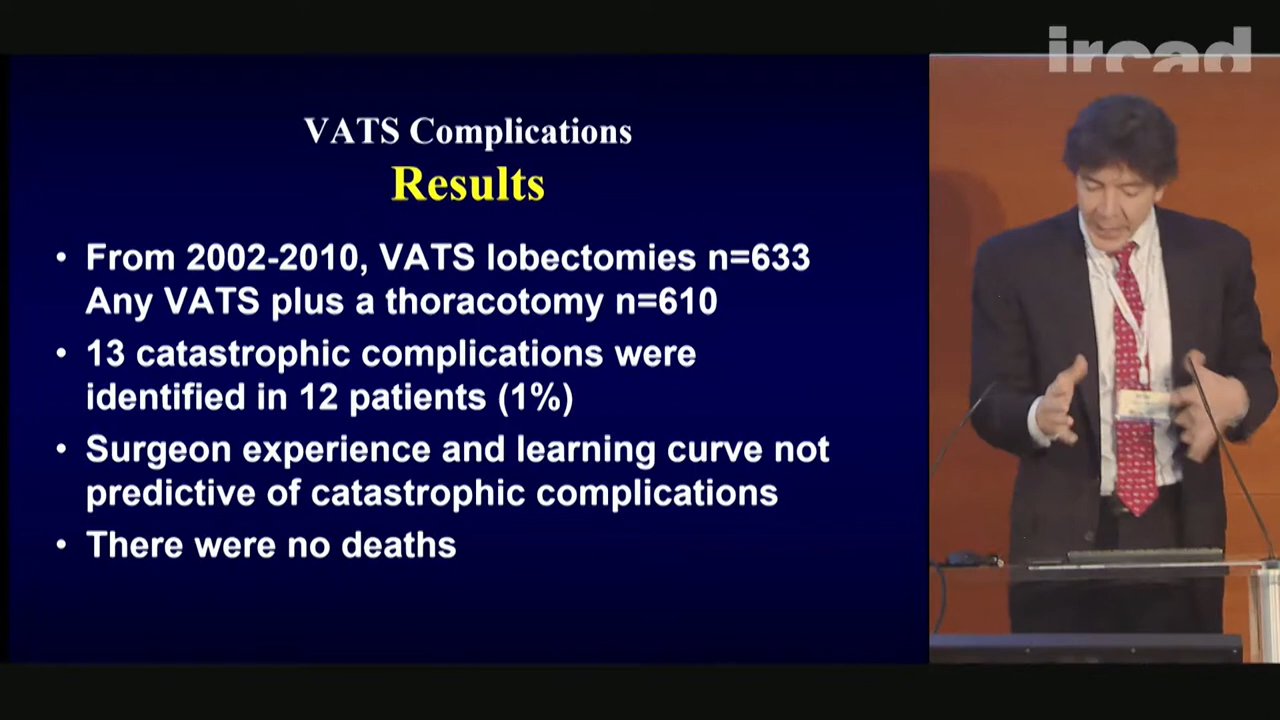 ircad
VATS Complications
Results
• From 2002-2010, VATS lobectomies n=633
Any VATS plus a thoracotomy n=610
• 13 catastrophic complications were
identified in 12 patients (1%)
• Surgeon experience and learning curve not
predictive of catastrophic complications
• There were no deaths